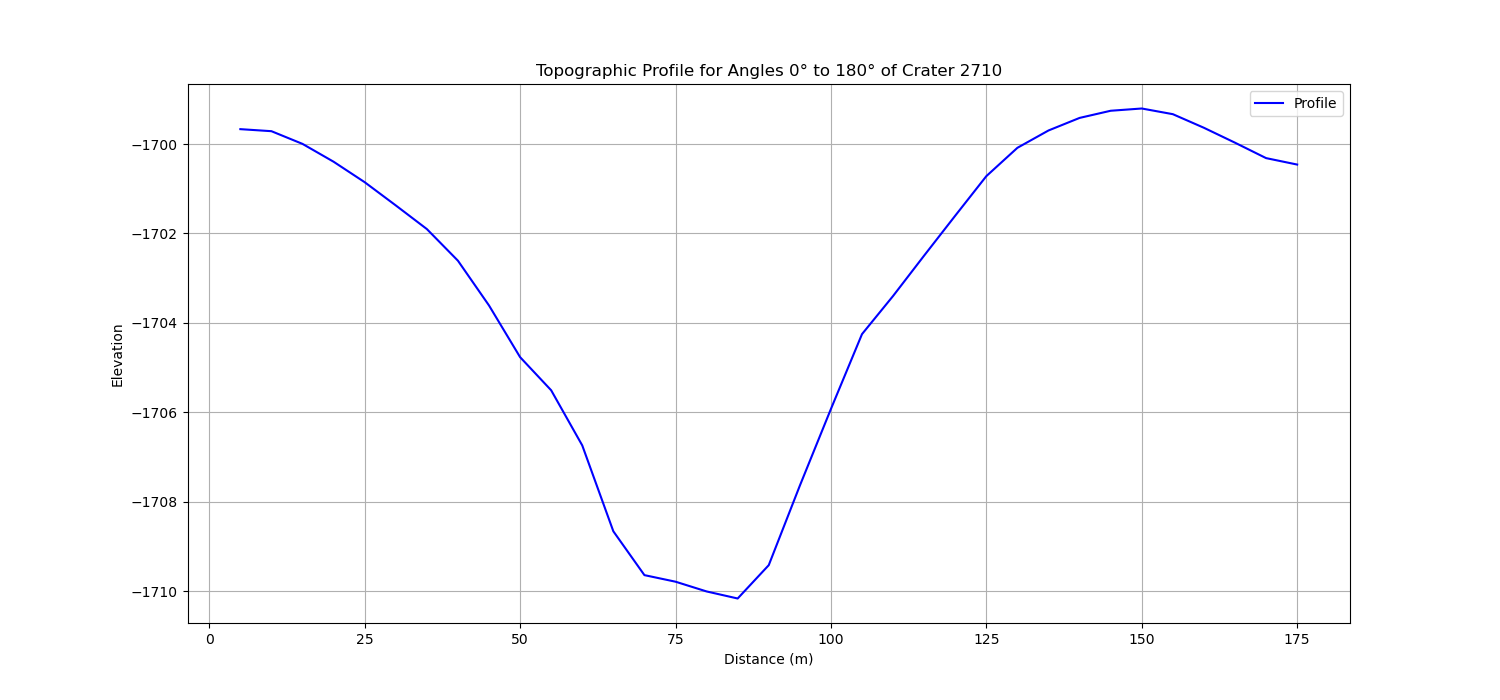 Topographic Profile for Angles 0° to 180° of Crater 2710
Profile
−1700
−1702
−1704
−1706
−1708
−1710
Elevation
0 25 50 75 100 125 150 175
Distance (m)